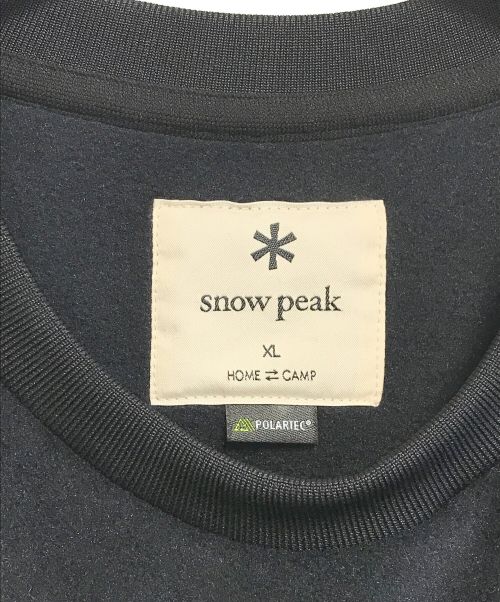 snow peak
XL
HOME ⇄ CAMP
POLARTEC®